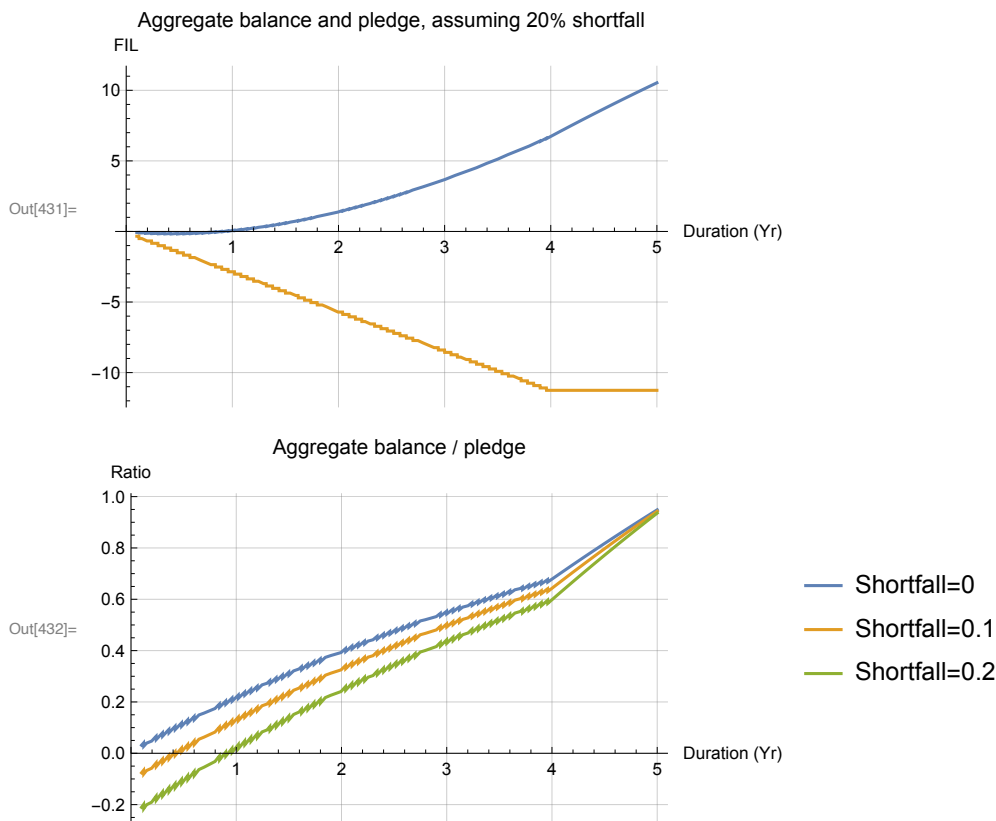 Aggregate balance and pledge, assuming 20% shortfall
FIL
10
5
Out[431]=
Duration (Yr)
1 2 3 4 5
−5
−10
Aggregate balance / pledge
Ratio
1.0
0.8
0.6
Out[432]=
0.4
0.2
0.0
Duration (Yr)
1 2 3 4 5
−0.2
Shortfall=0
Shortfall=0.1
Shortfall=0.2